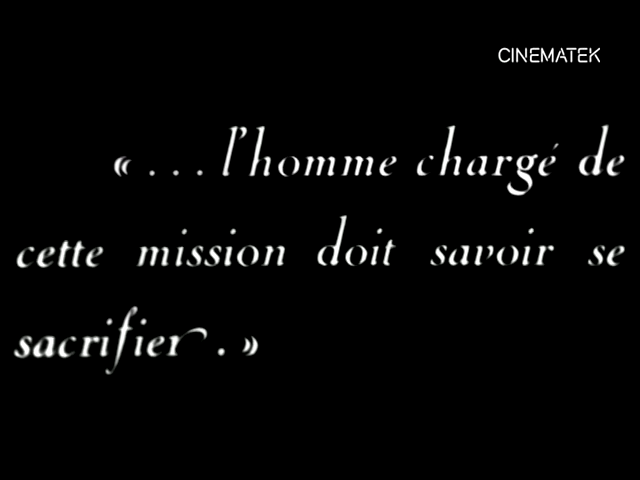 CINEMATEK
« . . . l'homme chargé de
cette mission doit savoir se
sacrifier . »